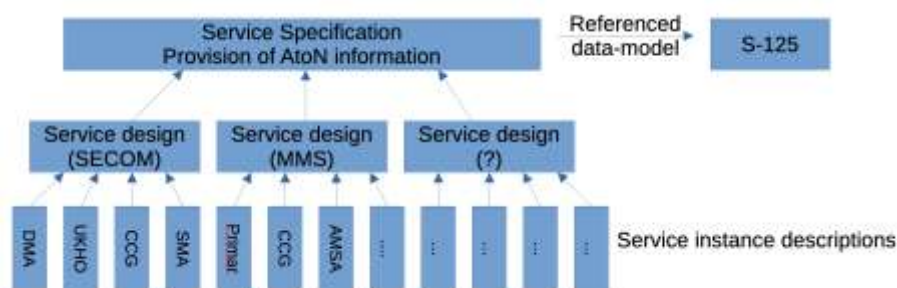 Service Specification
Provision of AtoN information
Referenced
data-model
S-125
Service design
(SECOM)
Service design
(MMS)
Service design
(?)
DMA
UKHO
CCG
SMA
Primar
CCG
AMSA
...
...
...
...
...
Service instance descriptions